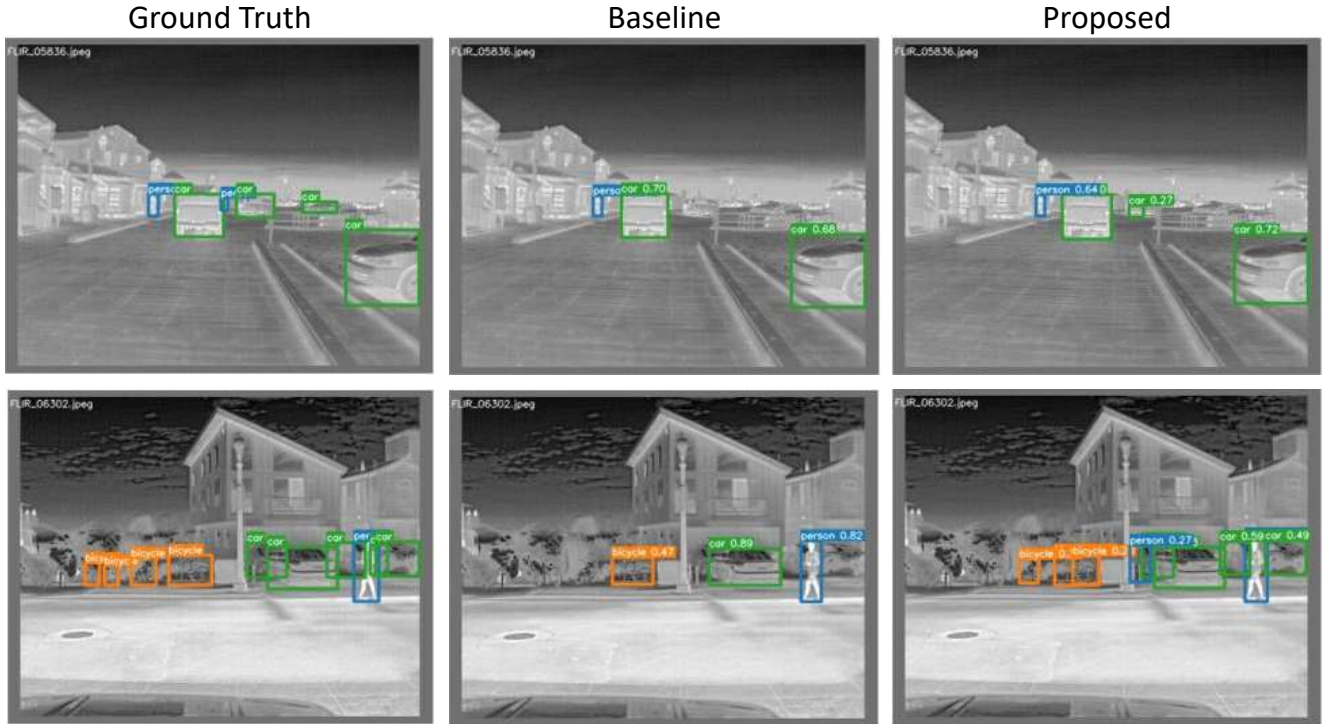 Ground Truth
Baseline
Proposed
FLIR_05836.jpeg
FLIR_05836.jpeg
FLIR_05836.jpeg
car
car
car
car
car 0.70
car 0.68
person 0.64
car 0.27
car 0.72
FLIR_06302.jpeg
FLIR_06302.jpeg
FLIR_06302.jpeg
car
car
car
car
bicycle
bicycle
person 0.82
car 0.89
bicycle 0.47
person 0.27
car 0.59
car 0.49
bicycle
bicycle